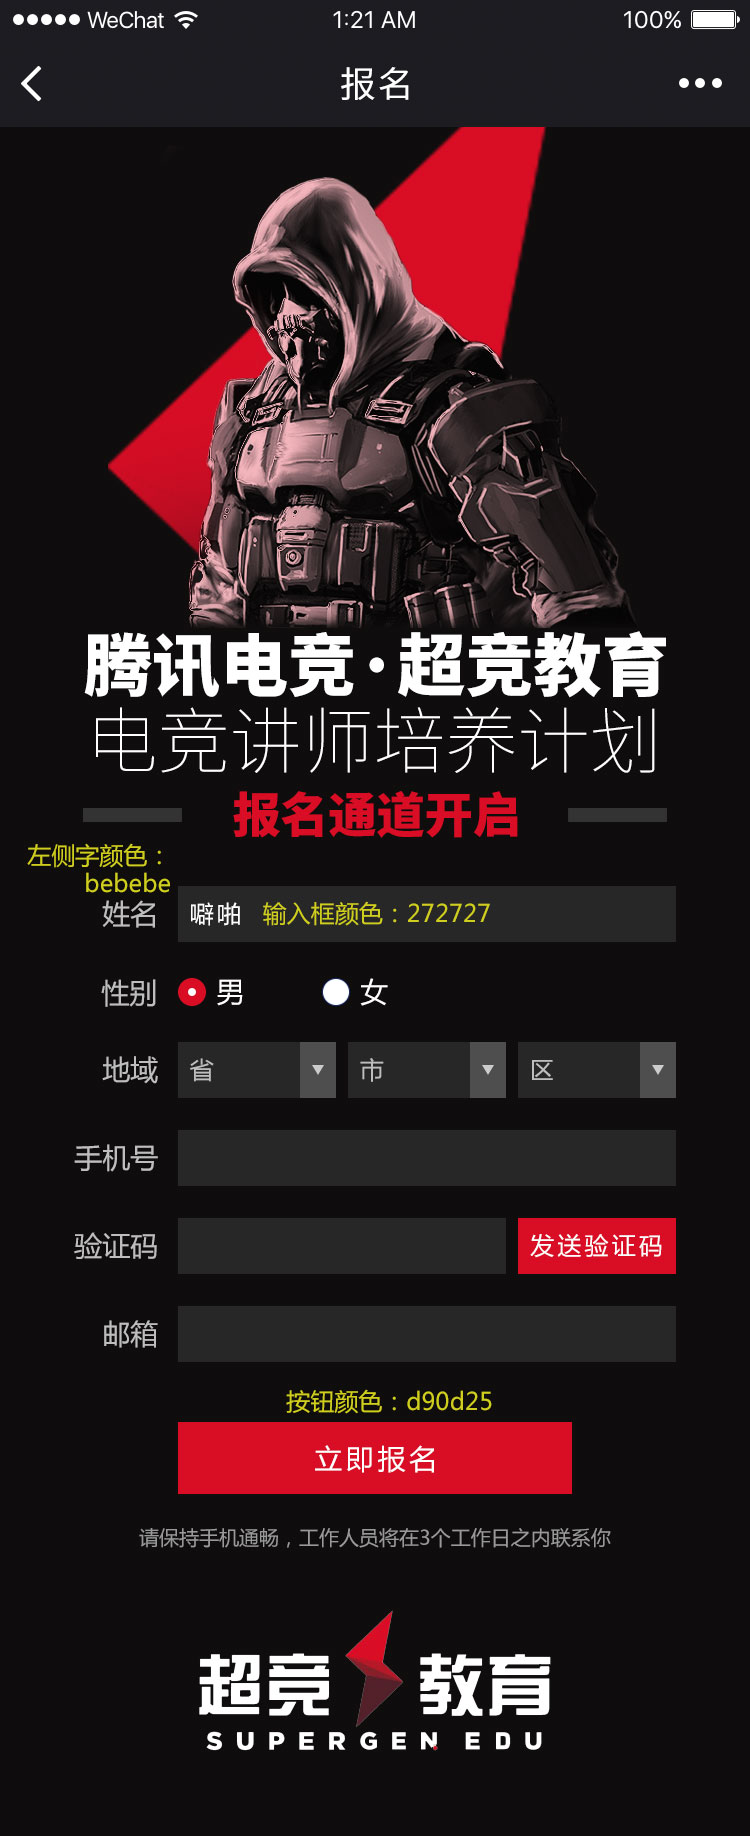 WeChat 1:21 AM 100%
报名
腾讯电竞·超竞教育
电竞讲师培养计划
报名通道开启
左侧字颜色：
bebebe
姓名 噼啪 输入框颜色：272727
性别 男 女
地域 省 市 区
手机号
验证码 发送验证码
邮箱
按钮颜色：d90d25
立即报名
请保持手机通畅，工作人员将在3个工作日之内联系你
超竞 教育
SUPERGEN EDU